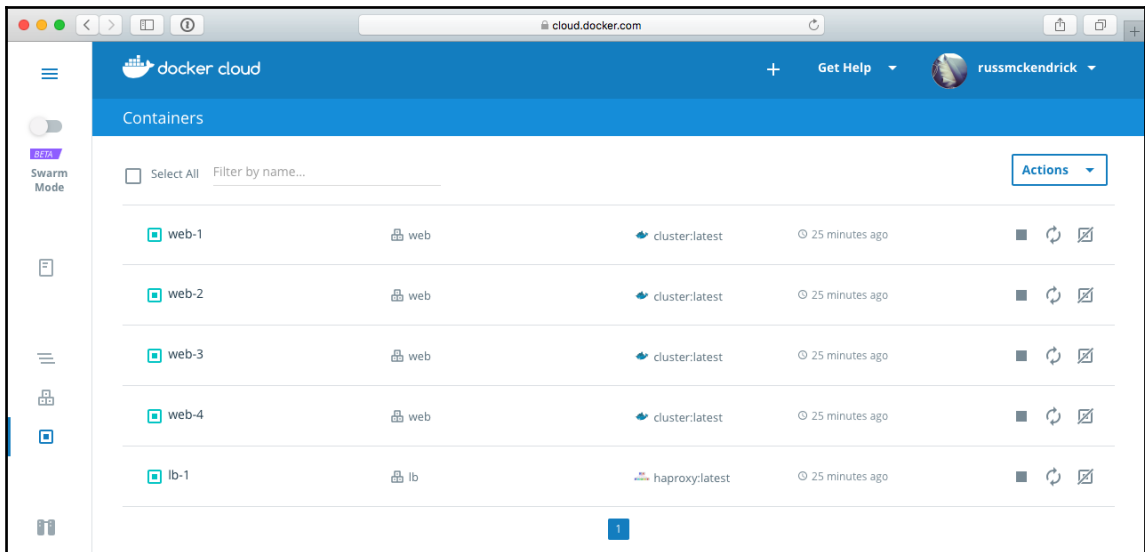 cloud.docker.com
docker cloud
+ Get Help russmckendrick
Containers
BETA
Swarm
Mode
Select All Filter by name... Actions
web-1 web cluster:latest 25 minutes ago
web-2 web cluster:latest 25 minutes ago
web-3 web cluster:latest 25 minutes ago
web-4 web cluster:latest 25 minutes ago
lb-1 lb haproxy:latest 25 minutes ago
1